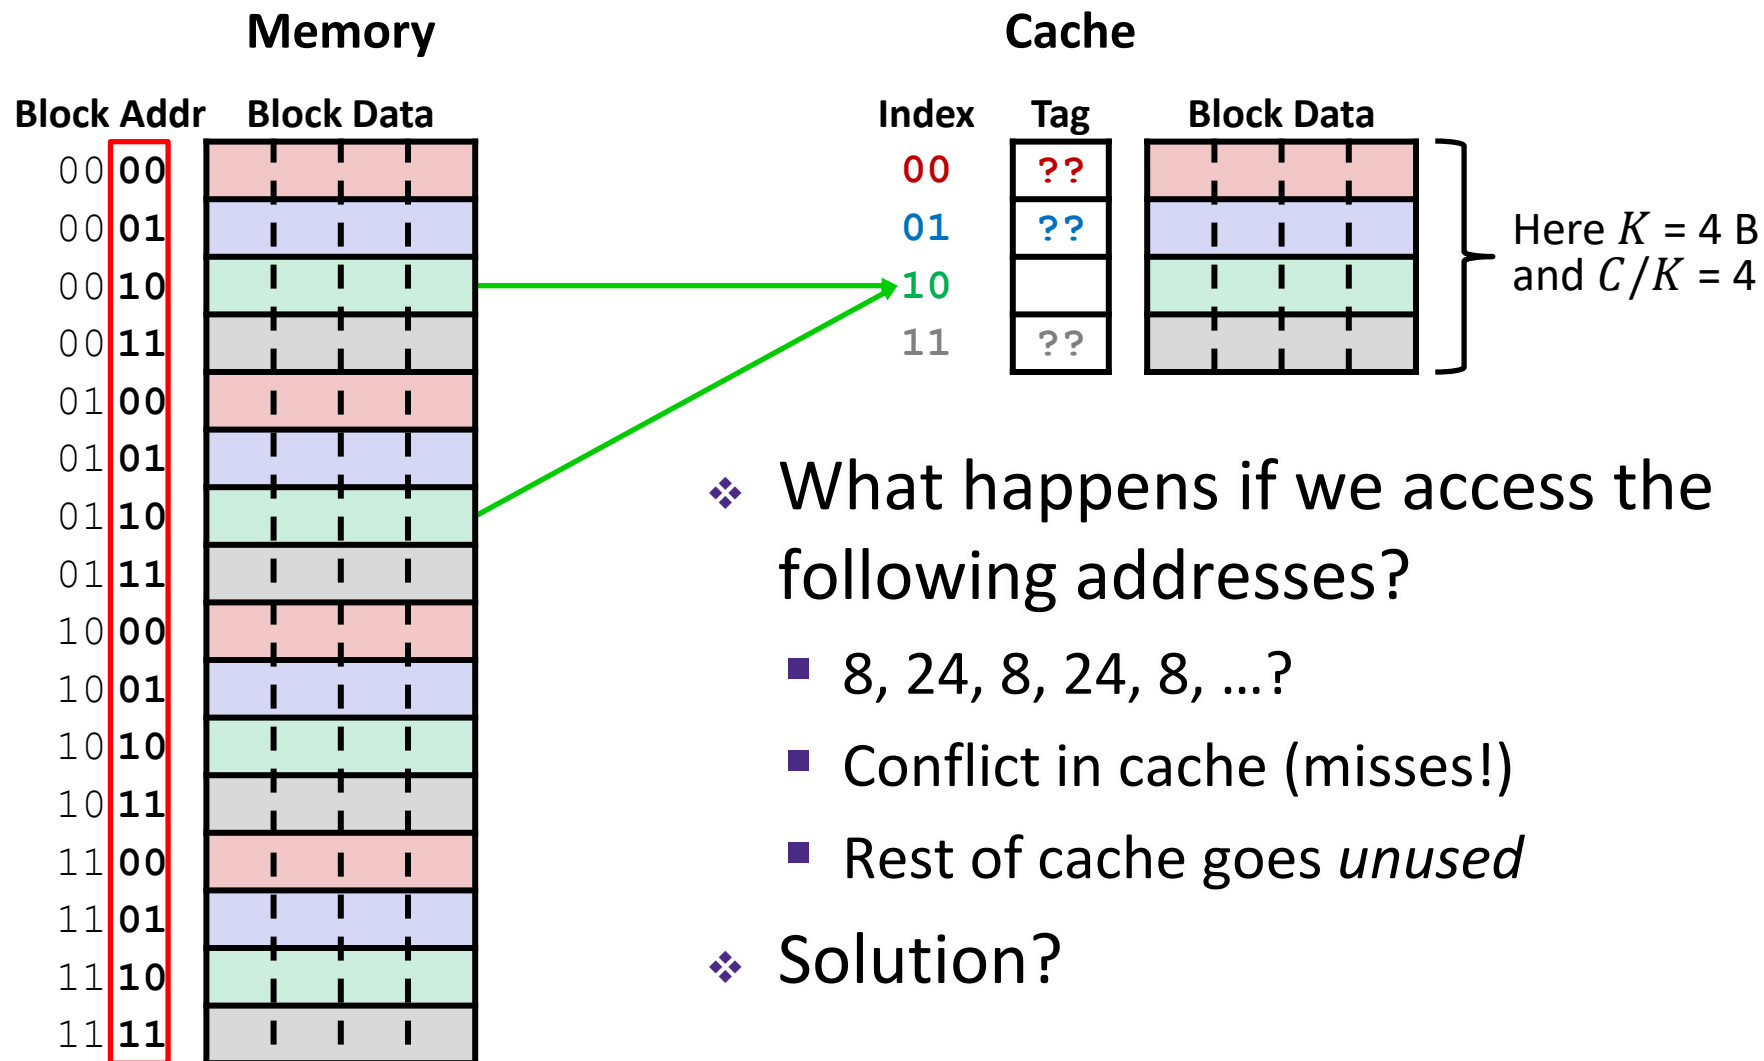 Memory
Cache
Block Addr Block Data
Index Tag Block Data
00 00
00 01
00 10
00 11
01 00
01 01
01 10
01 11
10 00
10 01
10 10
10 11
11 00
11 01
11 10
11 11
00 ??
01 ??
10
11 ??
Here K = 4 B
and C/K = 4
❖ What happens if we access the
following addresses?
▪ 8, 24, 8, 24, 8, …?
▪ Conflict in cache (misses!)
▪ Rest of cache goes unused
❖ Solution?